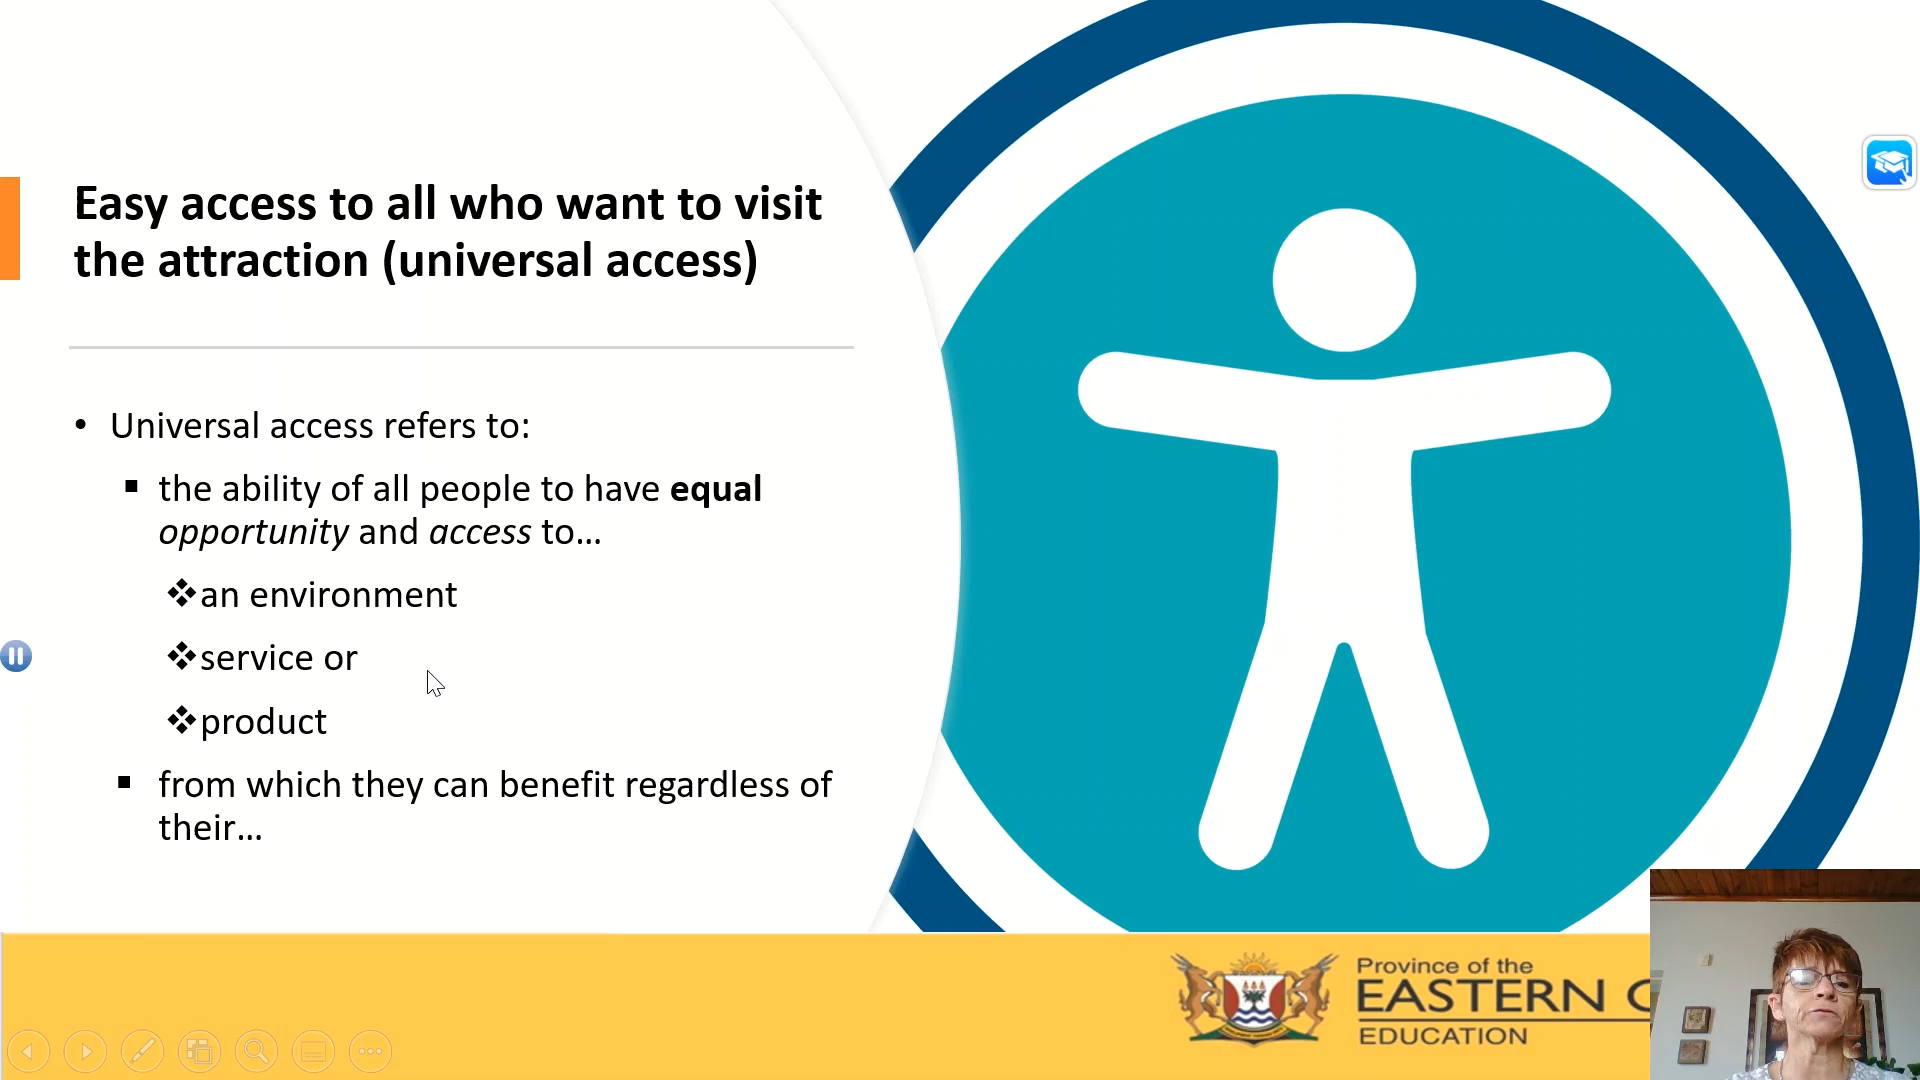 Easy access to all who want to visit
the attraction (universal access)
• Universal access refers to:
▪ the ability of all people to have equal
opportunity and access to...
❖an environment
❖service or
❖product
▪ from which they can benefit regardless of
their...
Province of the
EASTERN
EDUCATION